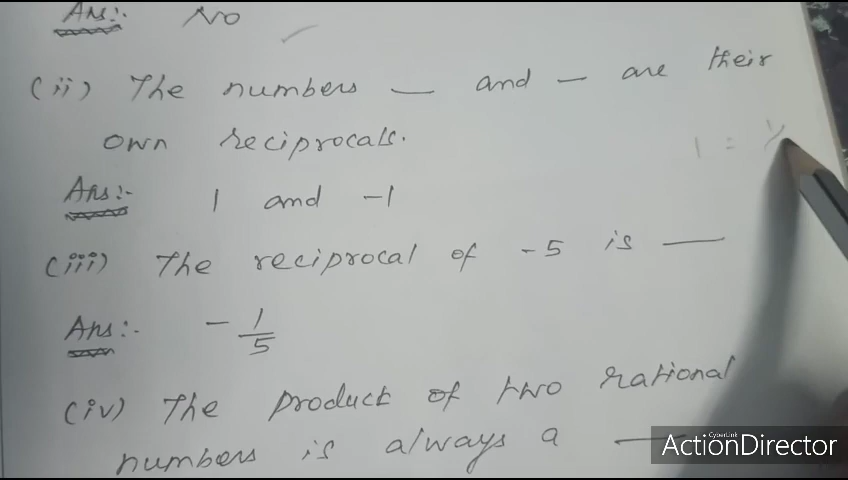 Ans:- No
(ii) The numbers — and — are their
own reciprocals.
1 = 1/
Ans:- 1 and -1
(iii) The reciprocal of -5 is —
Ans:- -1/5
(iv) The product of two rational
numbers is always a —
CyberLink
ActionDirector